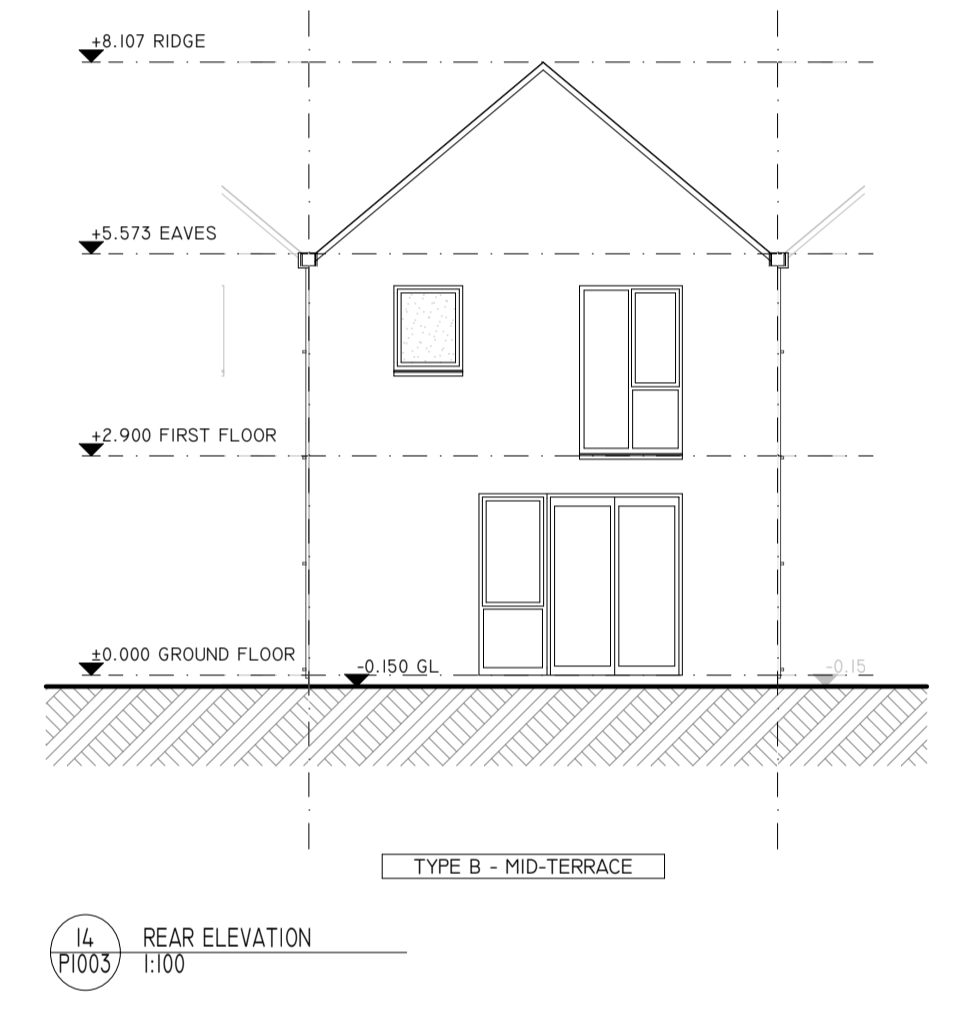 +8.107 RIDGE
+5.573 EAVES
+2.900 FIRST FLOOR
±0.000 GROUND FLOOR
-0.150 GL
-0.15
TYPE B - MID-TERRACE
14
P1003
REAR ELEVATION
1:100